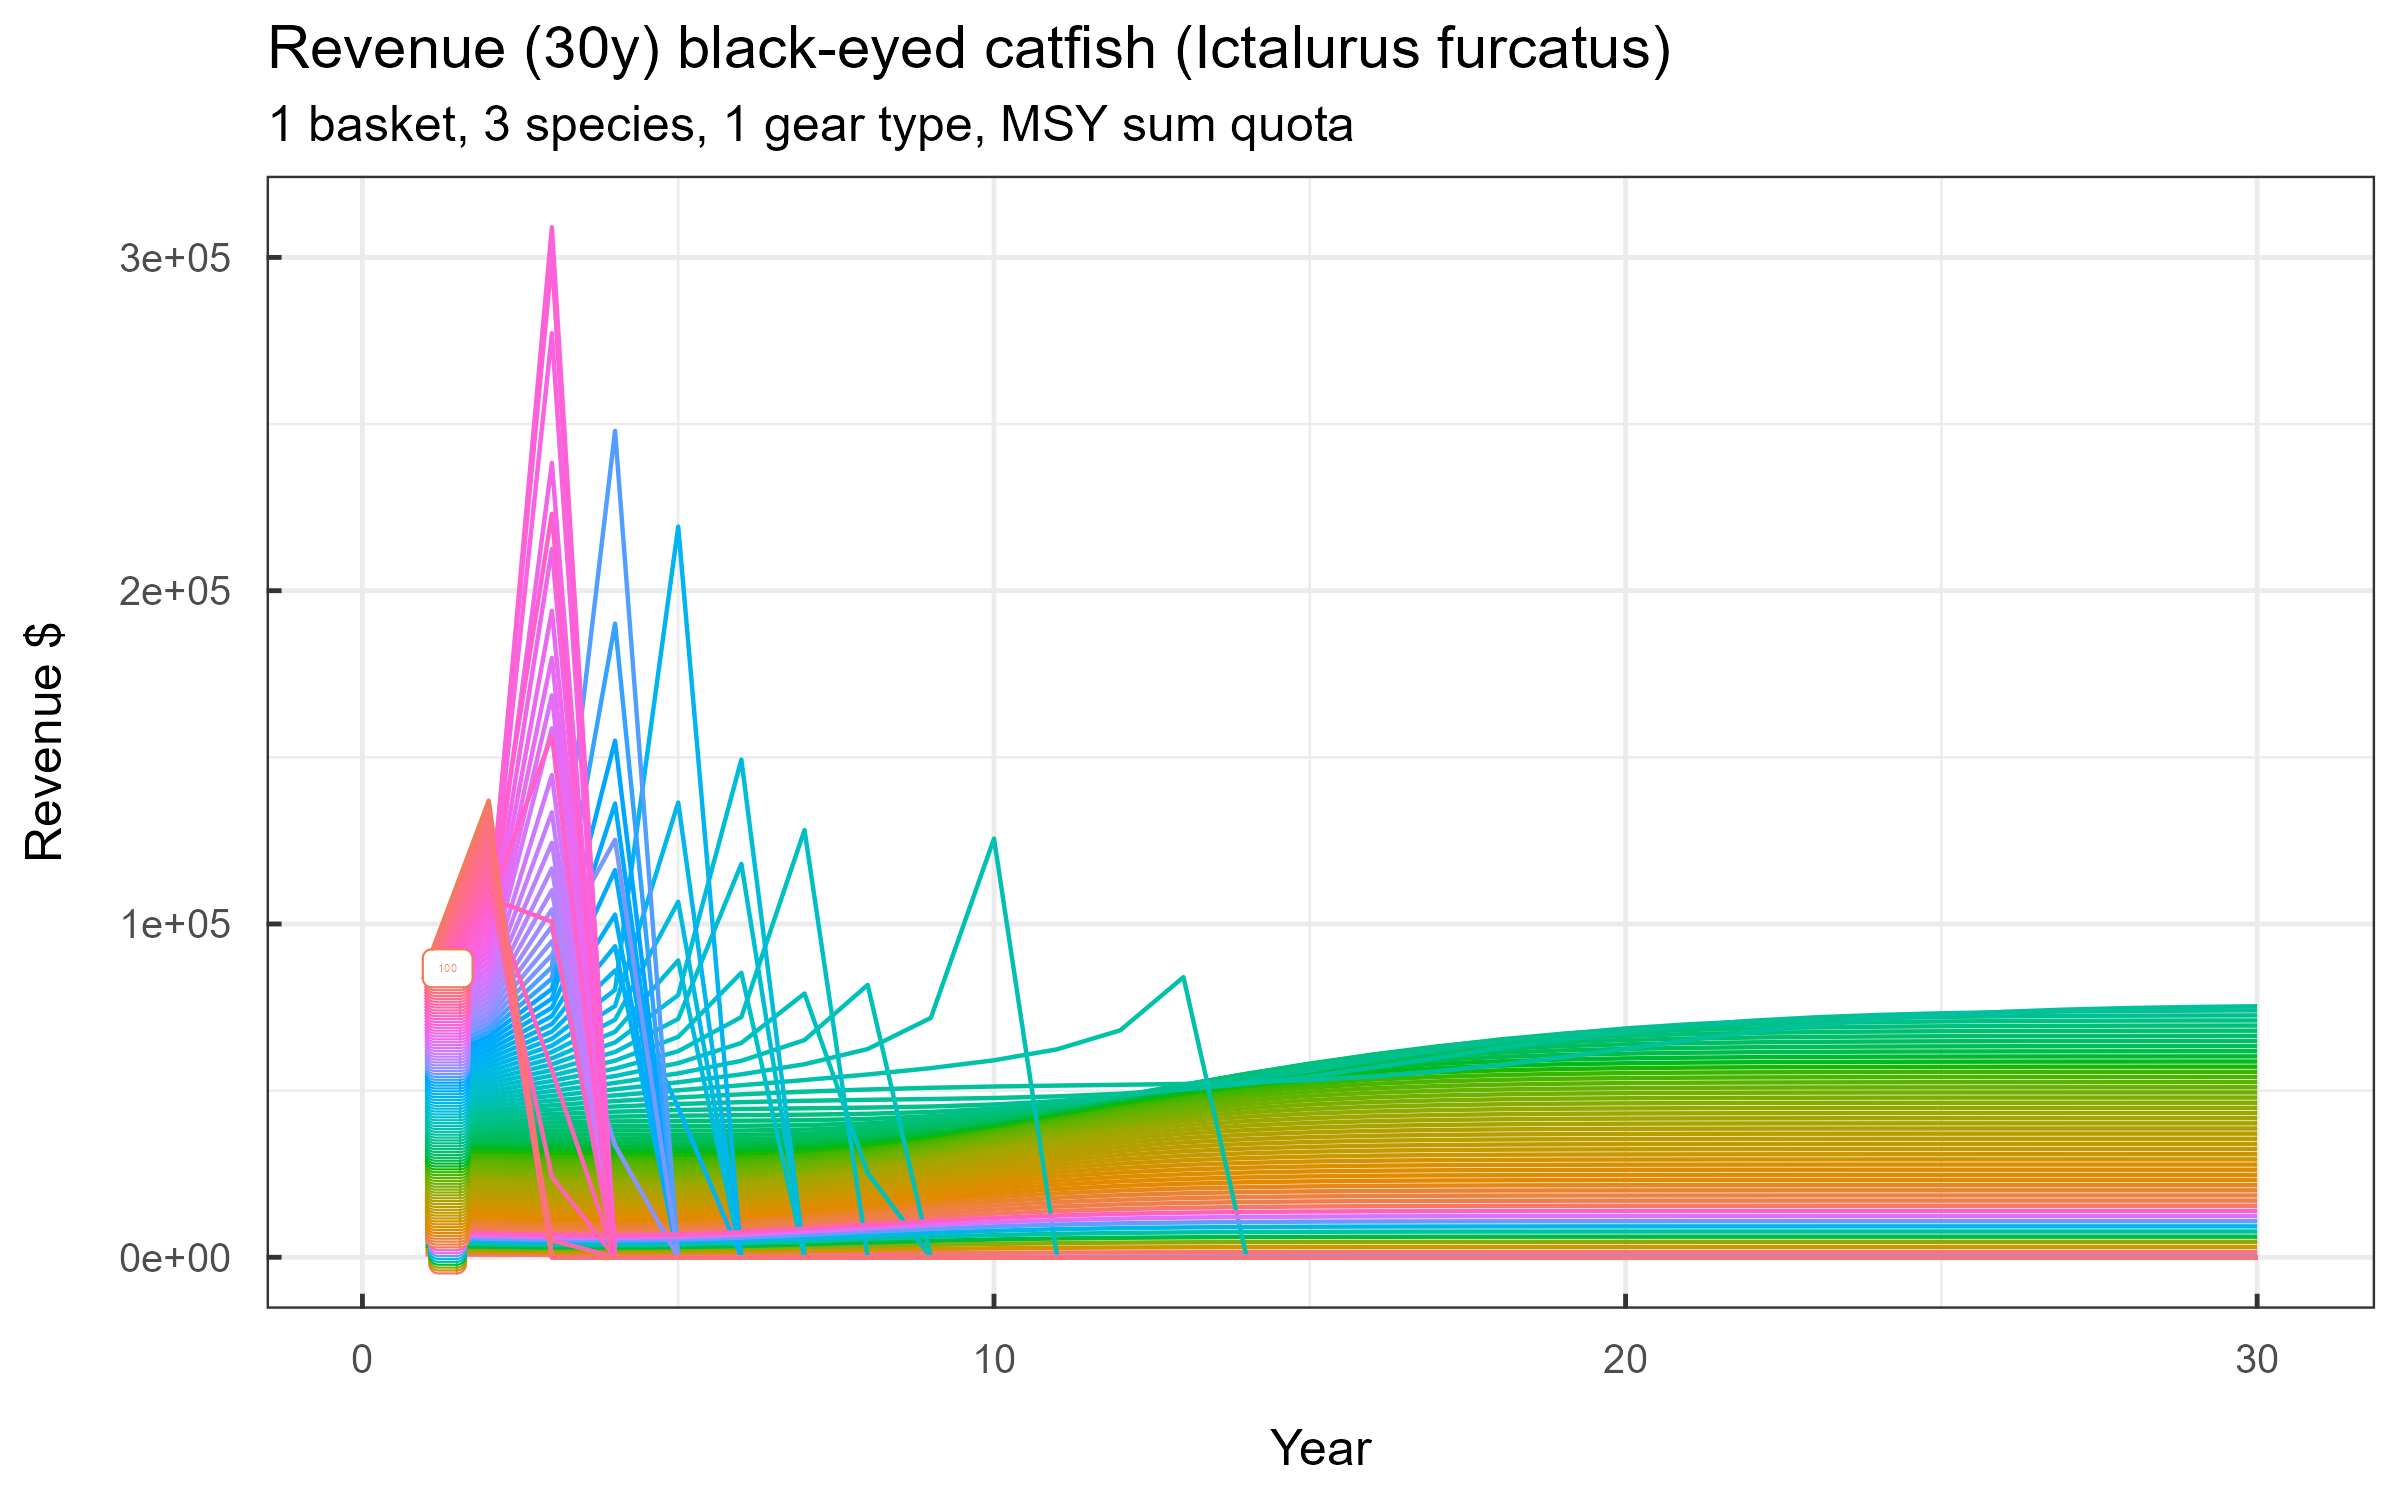 Revenue (30y) black-eyed catfish (Ictalurus furcatus)
1 basket, 3 species, 1 gear type, MSY sum quota
Revenue $
3e+05
2e+05
1e+05
0e+00
100
0
10
20
30
Year